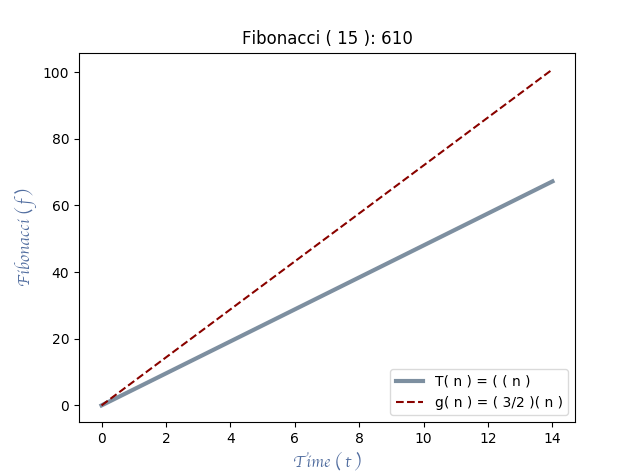 Fibonacci ( 15 ): 610
100
80
60
40
20
0
Fibonacci ( f )
0 2 4 6 8 10 12 14
Time ( t )
T( n ) = ( ( n )
g( n ) = ( 3/2 )( n )